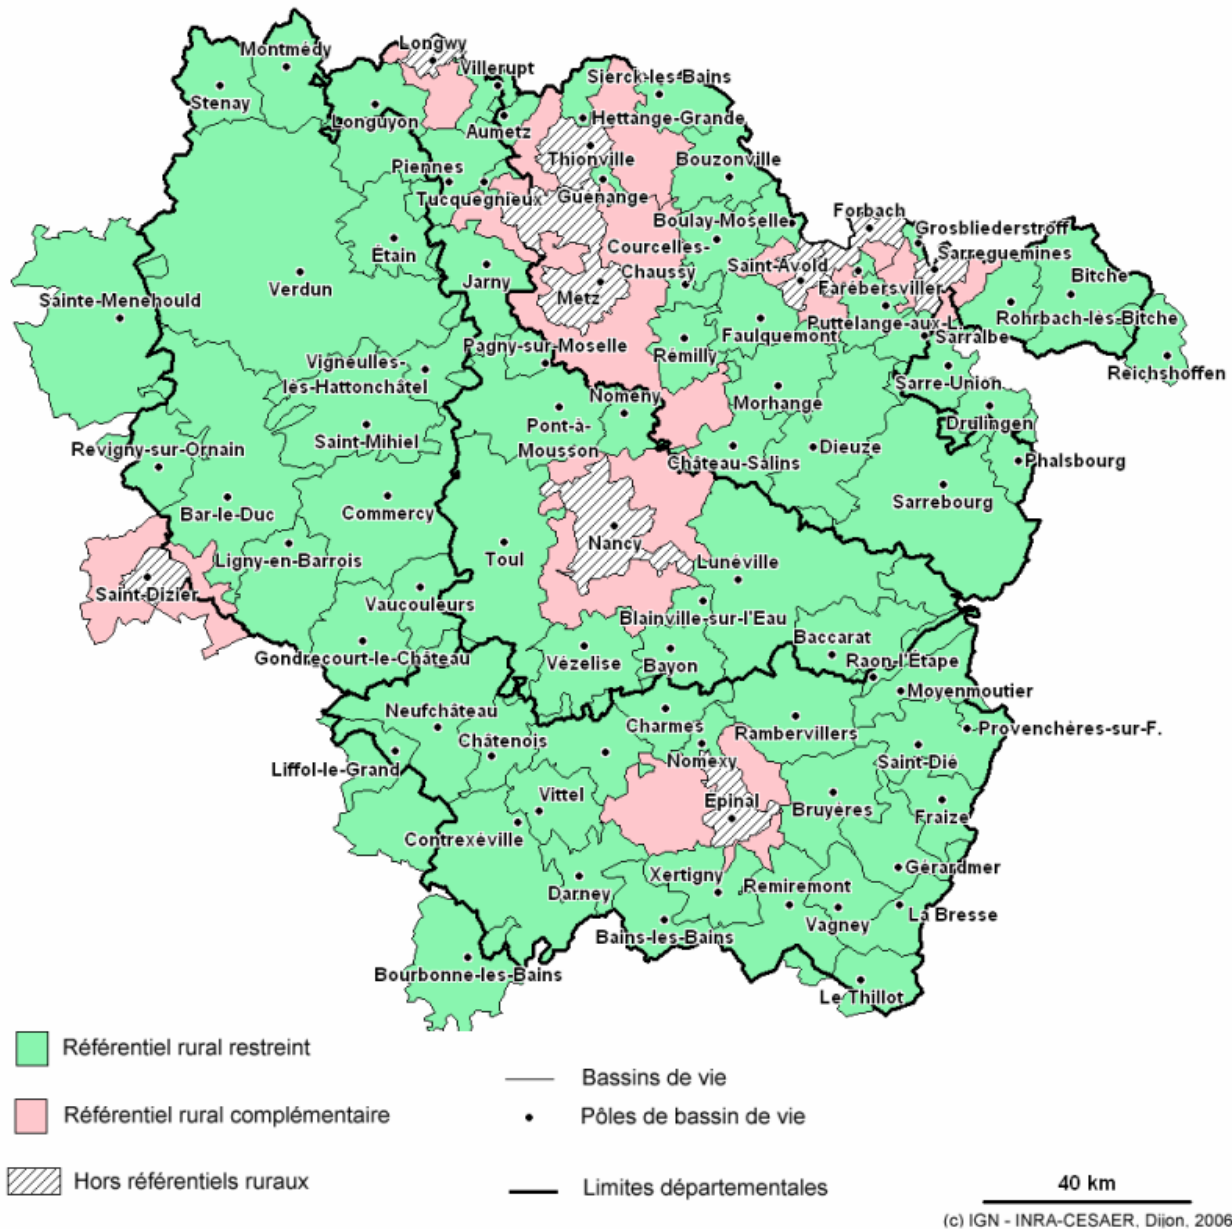 Longwy
Montmédy
Villerupt
Sierck-les-Bains
Stenay
Longuyon
Hettange-Grande
Aumetz
Thionville
Bouzonville
Piennes
Tucquegnieux
Guénange
Forbach
Boulay-Moselle
Grosbliederstroff
Étain
Courcelles-
Chaussy
Saint-Avold
Sarreguemines
Verdun
Jarny
Metz
Farébersviller
Bitche
Sainte-Menehould
Puttelange-aux-L.
Rohrbach-lès-Bitche
Faulquemont
Sarralbe
Pagny-sur-Moselle
Rémilly
Vigneulles-
lès-Hattonchâtel
Reichshoffen
Sarre-Union
Nomeny
Morhange
Pont-à-
Mousson
Drulingen
Saint-Mihiel
Revigny-sur-Ornain
Dieuze
Château-Salins
Phalsbourg
Sarrebourg
Bar-le-Duc
Commercy
Nancy
Toul
Ligny-en-Barrois
Lunéville
Saint-Dizier
Vaucouleurs
Blainville-sur-l'Eau
Baccarat
Gondrecourt-le-Château
Vézelise
Bayon
Raon-l'Étape
Moyenmoutier
Neufchâteau
Charmes
Rambervillers
Provenchères-sur-F.
Châtenois
Liffol-le-Grand
Nomexy
Saint-Dié
Vittel
Epinal
Bruyères
Fraize
Contrexéville
Gérardmer
Xertigny
Darney
Remiremont
La Bresse
Vagney
Bains-les-Bains
Bourbonne-les-Bains
Le Thillot
Référentiel rural restreint
Bassins de vie
Référentiel rural complémentaire
Pôles de bassin de vie
Hors référentiels ruraux
Limites départementales
40 km
(c) IGN - INRA-CESAER, Dijon, 2006